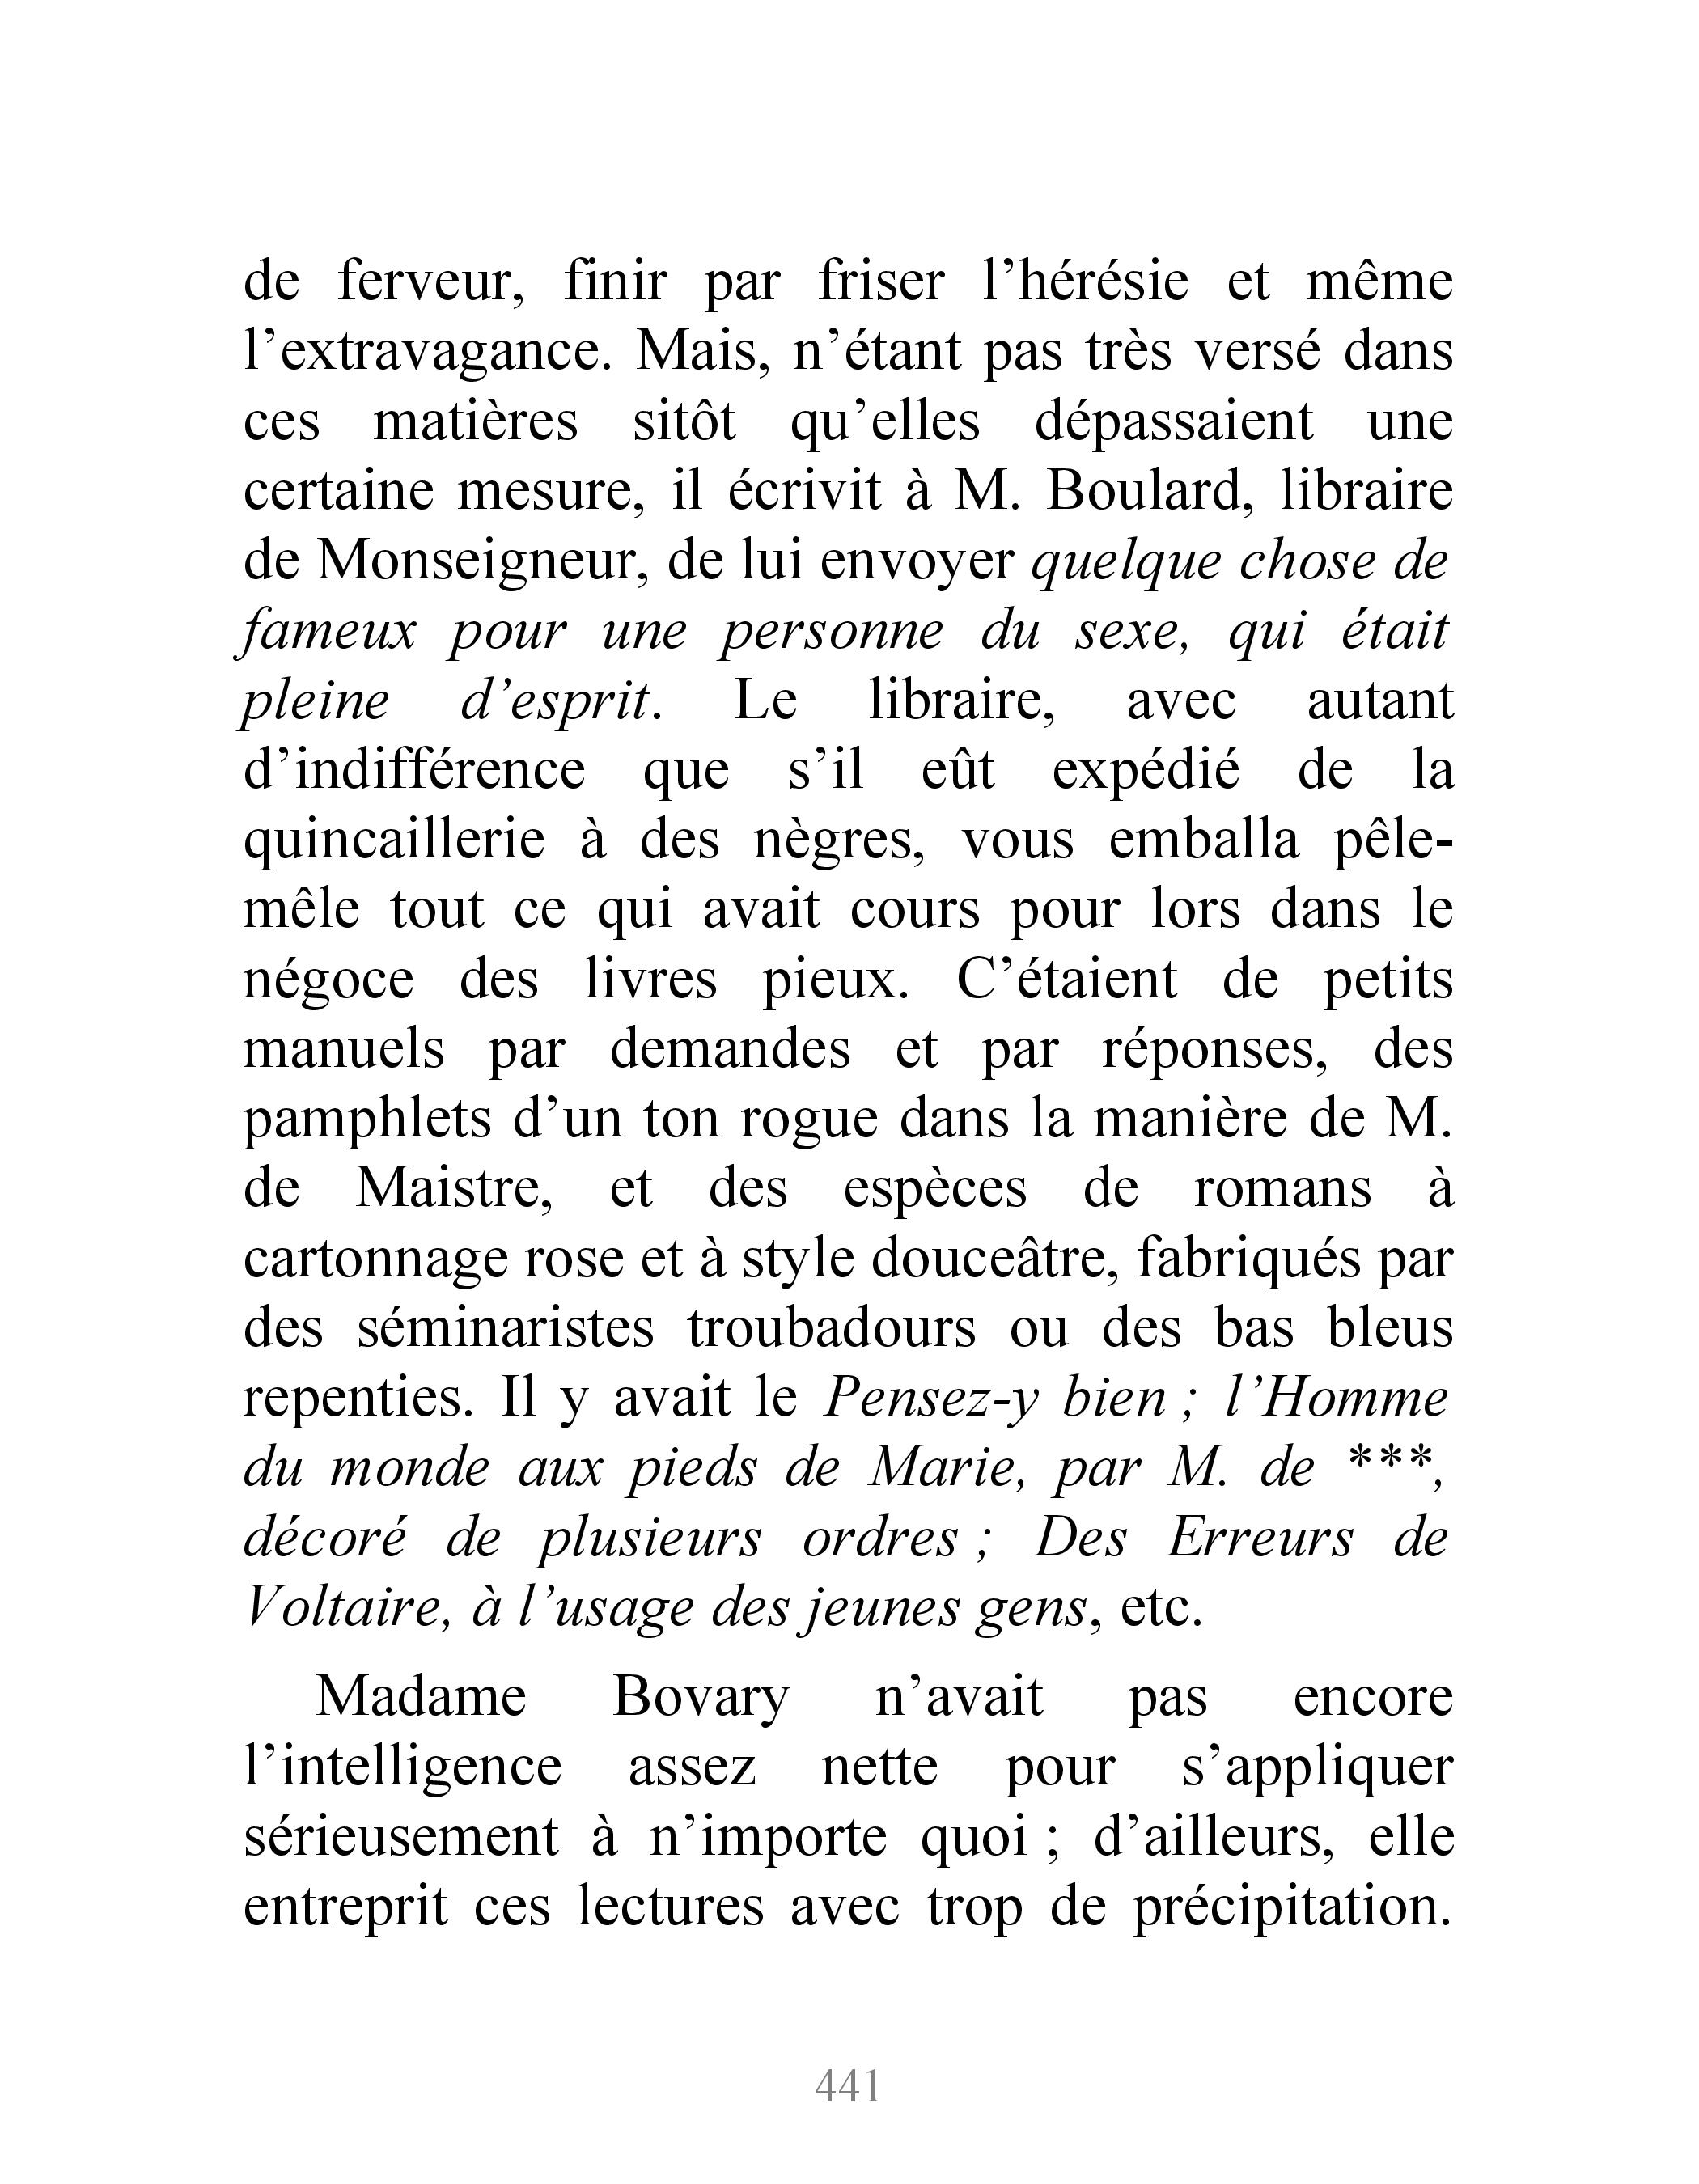 de ferveur, finir par friser l’hérésie et même
l’extravagance. Mais, n’étant pas très versé dans
ces matières sitôt qu’elles dépassaient une
certaine mesure, il écrivit à M. Boulard, libraire
de Monseigneur, de lui envoyer quelque chose de
fameux pour une personne du sexe, qui était
pleine d’esprit. Le libraire, avec autant
d’indifférence que s’il eût expédié de la
quincaillerie à des nègres, vous emballa pêle-
mêle tout ce qui avait cours pour lors dans le
négoce des livres pieux. C’étaient de petits
manuels par demandes et par réponses, des
pamphlets d’un ton rogue dans la manière de M.
de Maistre, et des espèces de romans à
cartonnage rose et à style douceâtre, fabriqués par
des séminaristes troubadours ou des bas bleus
repenties. Il y avait le Pensez-y bien ; l’Homme
du monde aux pieds de Marie, par M. de ***,
décoré de plusieurs ordres ; Des Erreurs de
Voltaire, à l’usage des jeunes gens, etc.
Madame Bovary n’avait pas encore
l’intelligence assez nette pour s’appliquer
sérieusement à n’importe quoi ; d’ailleurs, elle
entreprit ces lectures avec trop de précipitation.
441